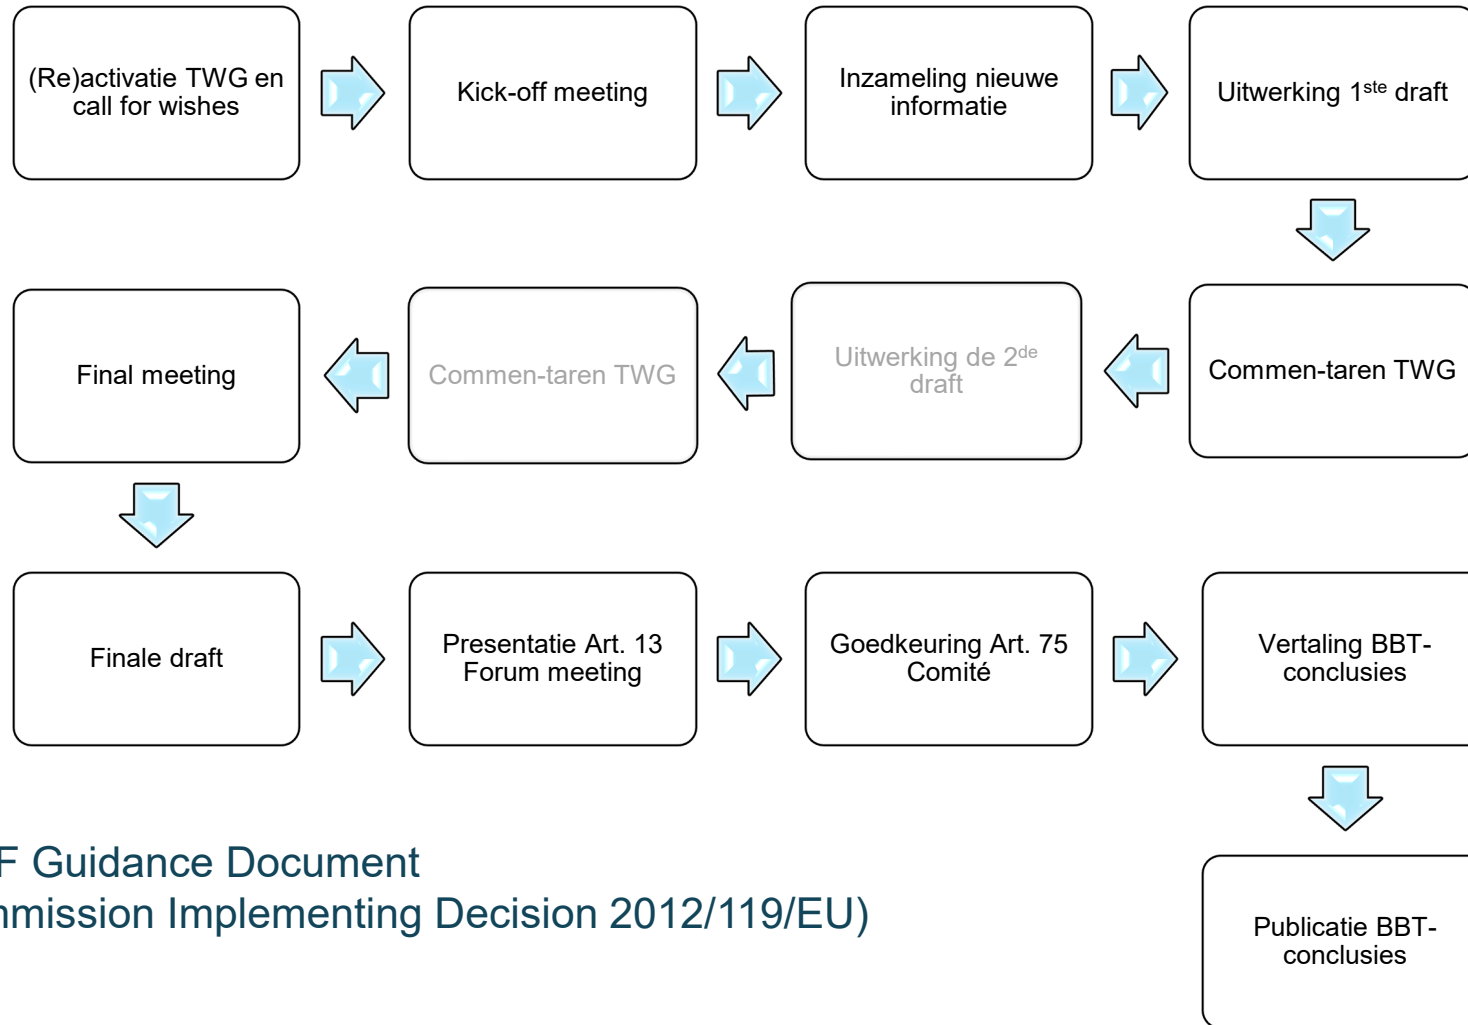 (Re)activatie TWG en
call for wishes
Kick-off meeting
Inzameling nieuwe
informatie
Uitwerking 1ste draft
Commen-taren TWG
Uitwerking de 2de
draft
Commen-taren TWG
Final meeting
Finale draft
Presentatie Art. 13
Forum meeting
Goedkeuring Art. 75
Comité
Vertaling BBT-
conclusies
Publicatie BBT-
conclusies
F Guidance Document
mmission Implementing Decision 2012/119/EU)